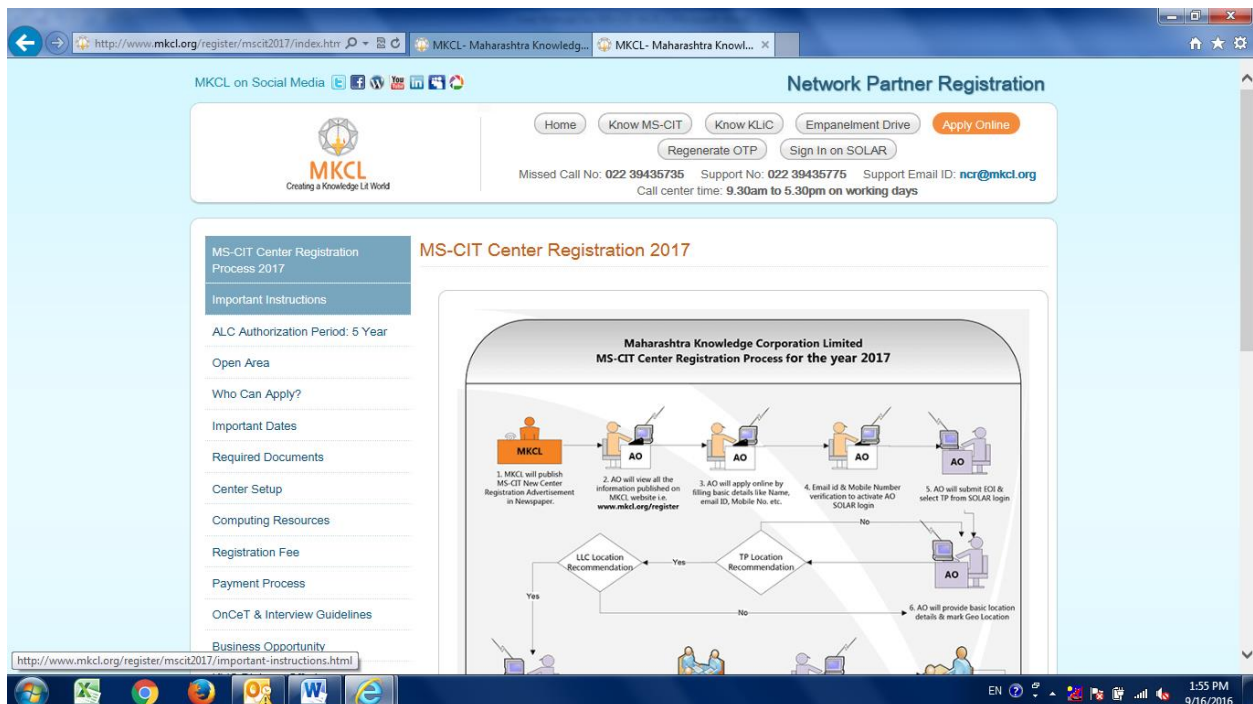 http://www.mkcl.org/register/mscit2017/index.htm
MKCL- Maharashtra Knowledg...
MKCL- Maharashtra Knowl...
MKCL on Social Media
You
Network Partner Registration
MKCL
Creating a Knowledge Lit World
Home
Know MS-CIT
Know KLiC
Empanelment Drive
Apply Online
Regenerate OTP
Sign In on SOLAR
Missed Call No: 022 39435735 Support No: 022 39435775 Support Email ID: ncr@mkcl.org
Call center time: 9.30am to 5.30pm on working days
MS-CIT Center Registration
Process 2017
Important Instructions
ALC Authorization Period: 5 Year
Open Area
Who Can Apply?
Important Dates
Required Documents
Center Setup
Computing Resources
Registration Fee
Payment Process
OnCeT & Interview Guidelines
Business Opportunity
MS-CIT Center Registration 2017
Maharashtra Knowledge Corporation Limited
MS-CIT Center Registration Process for the year 2017
MKCL
AO
AO
AO
AO
1. MKCL will publish
MS-CIT New Center
Registration Advertisement
in Newspaper.
2. AO will view all the
information published on
MKCL website i.e.
www.mkcl.org/register
3. AO will apply online by
filling basic details like Name,
email ID, Mobile No. etc.
4. Email id & Mobile Number
verification to activate AO
SOLAR login
5. AO will submit EOI &
select TP from SOLAR login
No
LLC Location
Recommendation
Yes
TP Location
Recommendation
AO
Yes
No
6. AO will provide basic location
details & mark Geo Location
http://www.mkcl.org/register/mscit2017/important-instructions.html
EN
1:55 PM
9/16/2016